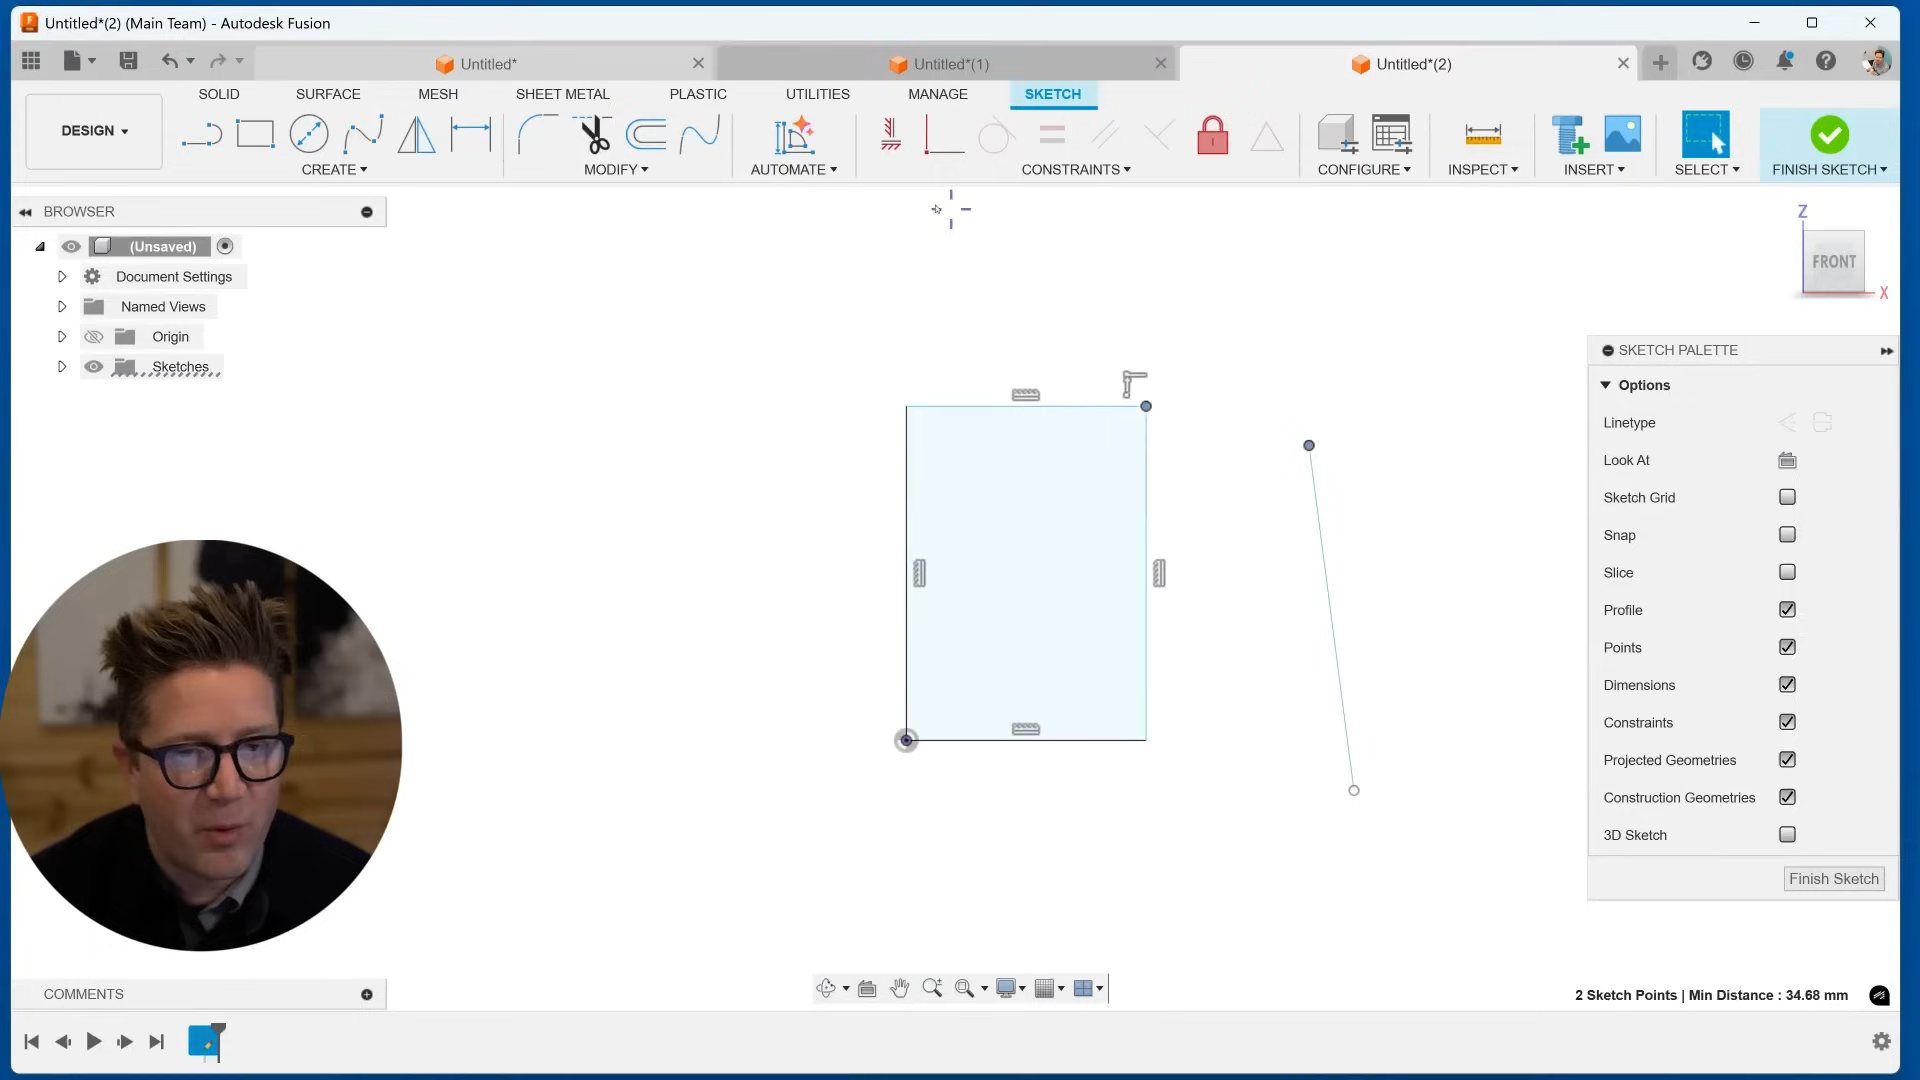 Untitled*(2) (Main Team) - Autodesk Fusion
Untitled*
Untitled*(1)
Untitled*(2)
SOLID
SURFACE
MESH
SHEET METAL
PLASTIC
UTILITIES
MANAGE
SKETCH
DESIGN
CREATE
MODIFY
AUTOMATE
CONSTRAINTS
CONFIGURE
INSPECT
INSERT
SELECT
FINISH SKETCH
BROWSER
(Unsaved)
Document Settings
Named Views
Origin
Sketches
Z
FRONT
X
SKETCH PALETTE
Options
Linetype
Look At
Sketch Grid
Snap
Slice
Profile
Points
Dimensions
Constraints
Projected Geometries
Construction Geometries
3D Sketch
Finish Sketch
COMMENTS
2 Sketch Points | Min Distance : 34.68 mm